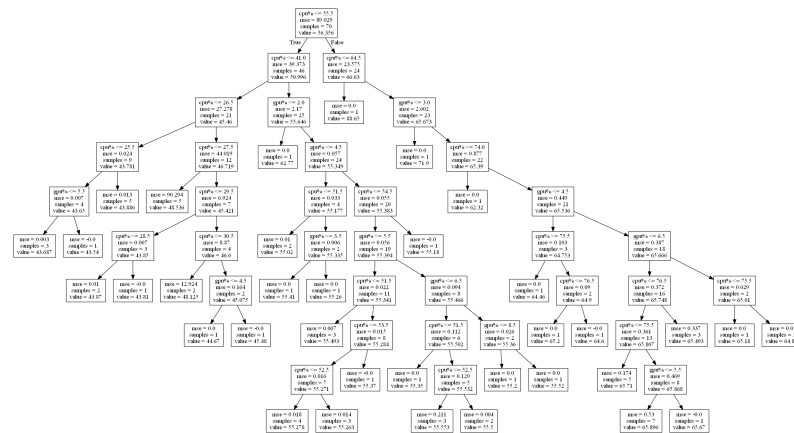 cpu% <= 55.5
mse = 89.029
samples = 70
value = 56.356
True
False
cpu% <= 41.0
mse = 39.373
samples = 46
value = 50.996
cpu% <= 64.5
mse = 23.575
samples = 24
value = 66.63
cpu% <= 26.5
mse = 27.278
samples = 21
value = 45.46
gpu% <= 2.0
mse = 2.17
samples = 25
value = 55.646
mse = 0.0
samples = 1
value = 88.65
gpu% <= 3.0
mse = 2.602
samples = 23
value = 65.673
cpu% <= 25.5
mse = 0.024
samples = 9
value = 43.781
cpu% <= 27.5
mse = 44.019
samples = 12
value = 46.719
mse = 0.0
samples = 1
value = 62.77
gpu% <= 4.5
mse = 0.057
samples = 24
value = 55.349
mse = 0.0
samples = 1
value = 71.9
cpu% <= 74.0
mse = 0.877
samples = 22
value = 65.39
gpu% <= 5.5
mse = 0.007
samples = 4
value = 43.65
mse = 0.013
samples = 5
value = 43.886
mse = 90.294
samples = 5
value = 48.536
cpu% <= 29.5
mse = 6.924
samples = 7
value = 45.421
cpu% <= 51.5
mse = 0.033
samples = 4
value = 55.177
cpu% <= 54.5
mse = 0.055
samples = 20
value = 55.383
mse = 0.0
samples = 1
value = 62.32
gpu% <= 4.5
mse = 0.449
samples = 21
value = 65.536
mse = 0.003
samples = 3
value = 43.687
mse = -0.0
samples = 1
value = 43.54
cpu% <= 28.5
mse = 0.007
samples = 3
value = 43.85
cpu% <= 30.5
mse = 8.87
samples = 4
value = 46.6
mse = 0.01
samples = 2
value = 55.02
gpu% <= 3.5
mse = 0.006
samples = 2
value = 55.335
gpu% <= 5.5
mse = 0.056
samples = 19
value = 55.394
mse = -0.0
samples = 1
value = 55.18
cpu% <= 75.5
mse = 0.103
samples = 3
value = 64.753
gpu% <= 6.5
mse = 0.387
samples = 18
value = 65.666
mse = 0.01
samples = 2
value = 43.87
mse = -0.0
samples = 1
value = 43.81
mse = 12.924
samples = 2
value = 48.125
gpu% <= 4.5
mse = 0.164
samples = 2
value = 45.075
mse = 0.0
samples = 1
value = 55.41
mse = 0.0
samples = 1
value = 55.26
cpu% <= 51.5
mse = 0.022
samples = 11
value = 55.341
gpu% <= 6.5
mse = 0.094
samples = 8
value = 55.466
mse = 0.0
samples = 1
value = 64.46
cpu% <= 76.5
mse = 0.09
samples = 2
value = 64.9
cpu% <= 76.5
mse = 0.372
samples = 16
value = 65.748
cpu% <= 75.5
mse = 0.029
samples = 2
value = 65.01
mse = 0.0
samples = 1
value = 44.67
mse = -0.0
samples = 1
value = 45.48
mse = 0.007
samples = 3
value = 55.493
cpu% <= 53.5
mse = 0.015
samples = 8
value = 55.284
cpu% <= 51.5
mse = 0.112
samples = 6
value = 55.502
gpu% <= 8.5
mse = 0.026
samples = 2
value = 55.36
mse = 0.0
samples = 1
value = 65.2
mse = -0.0
samples = 1
value = 64.6
cpu% <= 75.5
mse = 0.361
samples = 13
value = 65.807
mse = 0.337
samples = 3
value = 65.493
mse = 0.0
samples = 1
value = 65.18
mse = -0.0
samples = 1
value = 64.8
cpu% <= 52.5
mse = 0.016
samples = 7
value = 55.271
mse = -0.0
samples = 1
value = 55.37
mse = 0.0
samples = 1
value = 55.35
cpu% <= 52.5
mse = 0.129
samples = 5
value = 55.532
mse = 0.0
samples = 1
value = 55.2
mse = 0.0
samples = 1
value = 55.52
mse = 0.174
samples = 5
value = 65.71
gpu% <= 5.5
mse = 0.469
samples = 8
value = 65.868
mse = 0.018
samples = 4
value = 55.278
mse = 0.014
samples = 3
value = 55.263
mse = 0.211
samples = 3
value = 55.553
mse = 0.004
samples = 2
value = 55.5
mse = 0.53
samples = 7
value = 65.896
mse = -0.0
samples = 1
value = 65.67